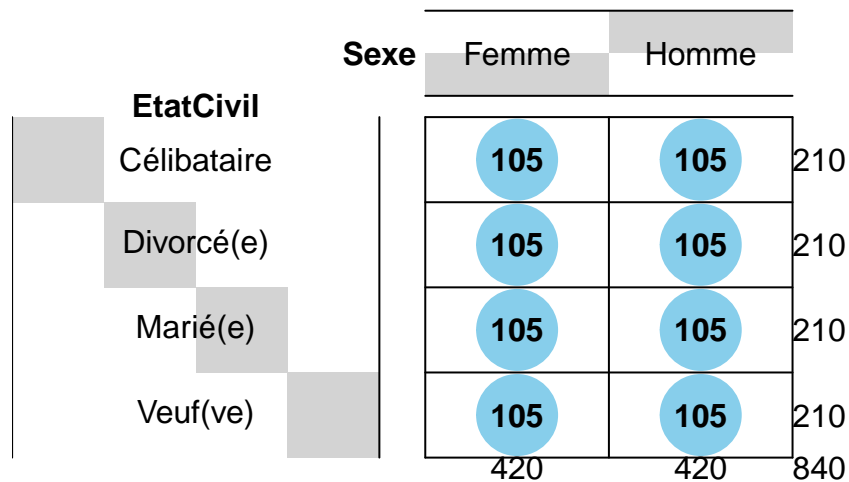 Sexe Femme Homme
EtatCivil
Célibataire 105 105 210
Divorcé(e) 105 105 210
Marié(e) 105 105 210
Veuf(ve) 105 105 210
420 420 840